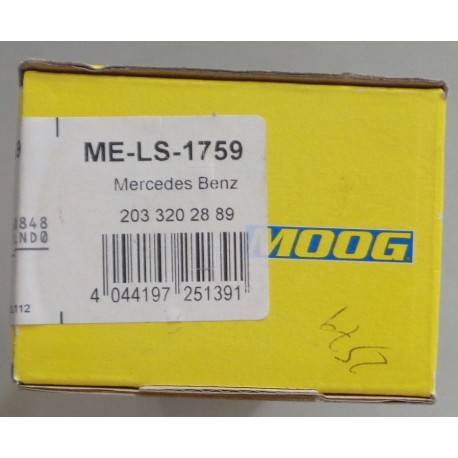 ME-LS-1759
Mercedes Benz
203 320 28 89
MOOG
4 044197 251391